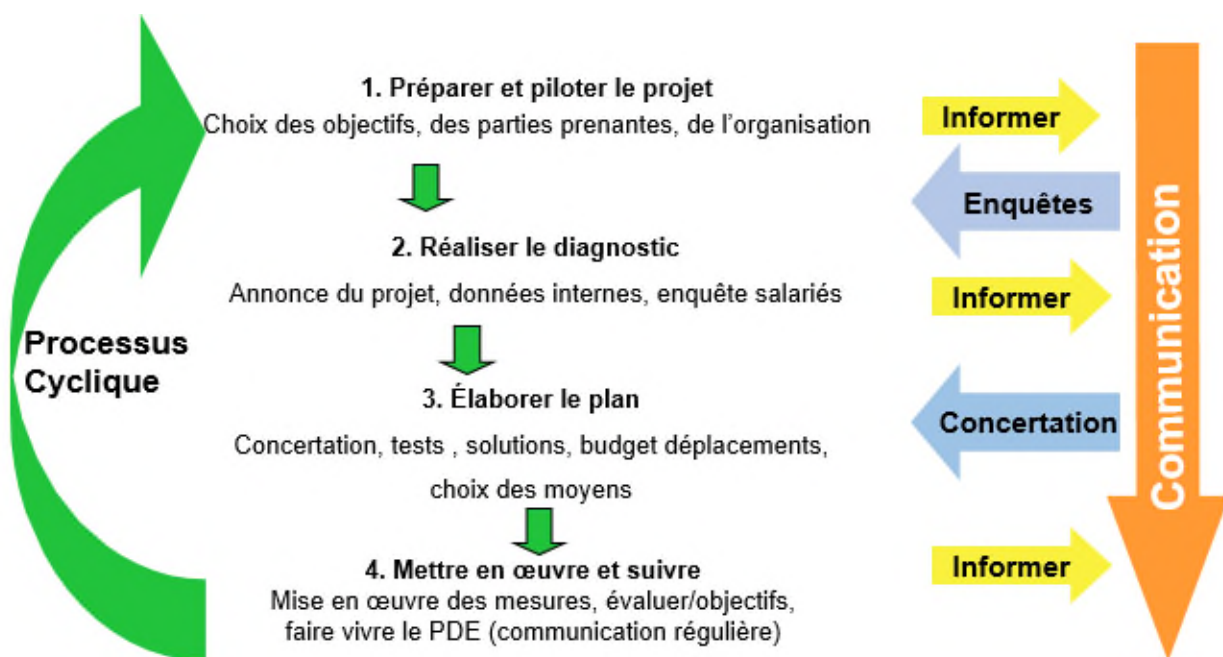 1. Préparer et piloter le projet
Choix des objectifs, des parties prenantes, de l'organisation
Informer
Enquêtes
2. Réaliser le diagnostic
Annonce du projet, données internes, enquête salariés
Informer
Processus
Cyclique
3. Élaborer le plan
Concertation, tests , solutions, budget déplacements,
choix des moyens
Concertation
4. Mettre en œuvre et suivre
Mise en œuvre des mesures, évaluer/objectifs,
faire vivre le PDE (communication régulière)
Informer
Communication